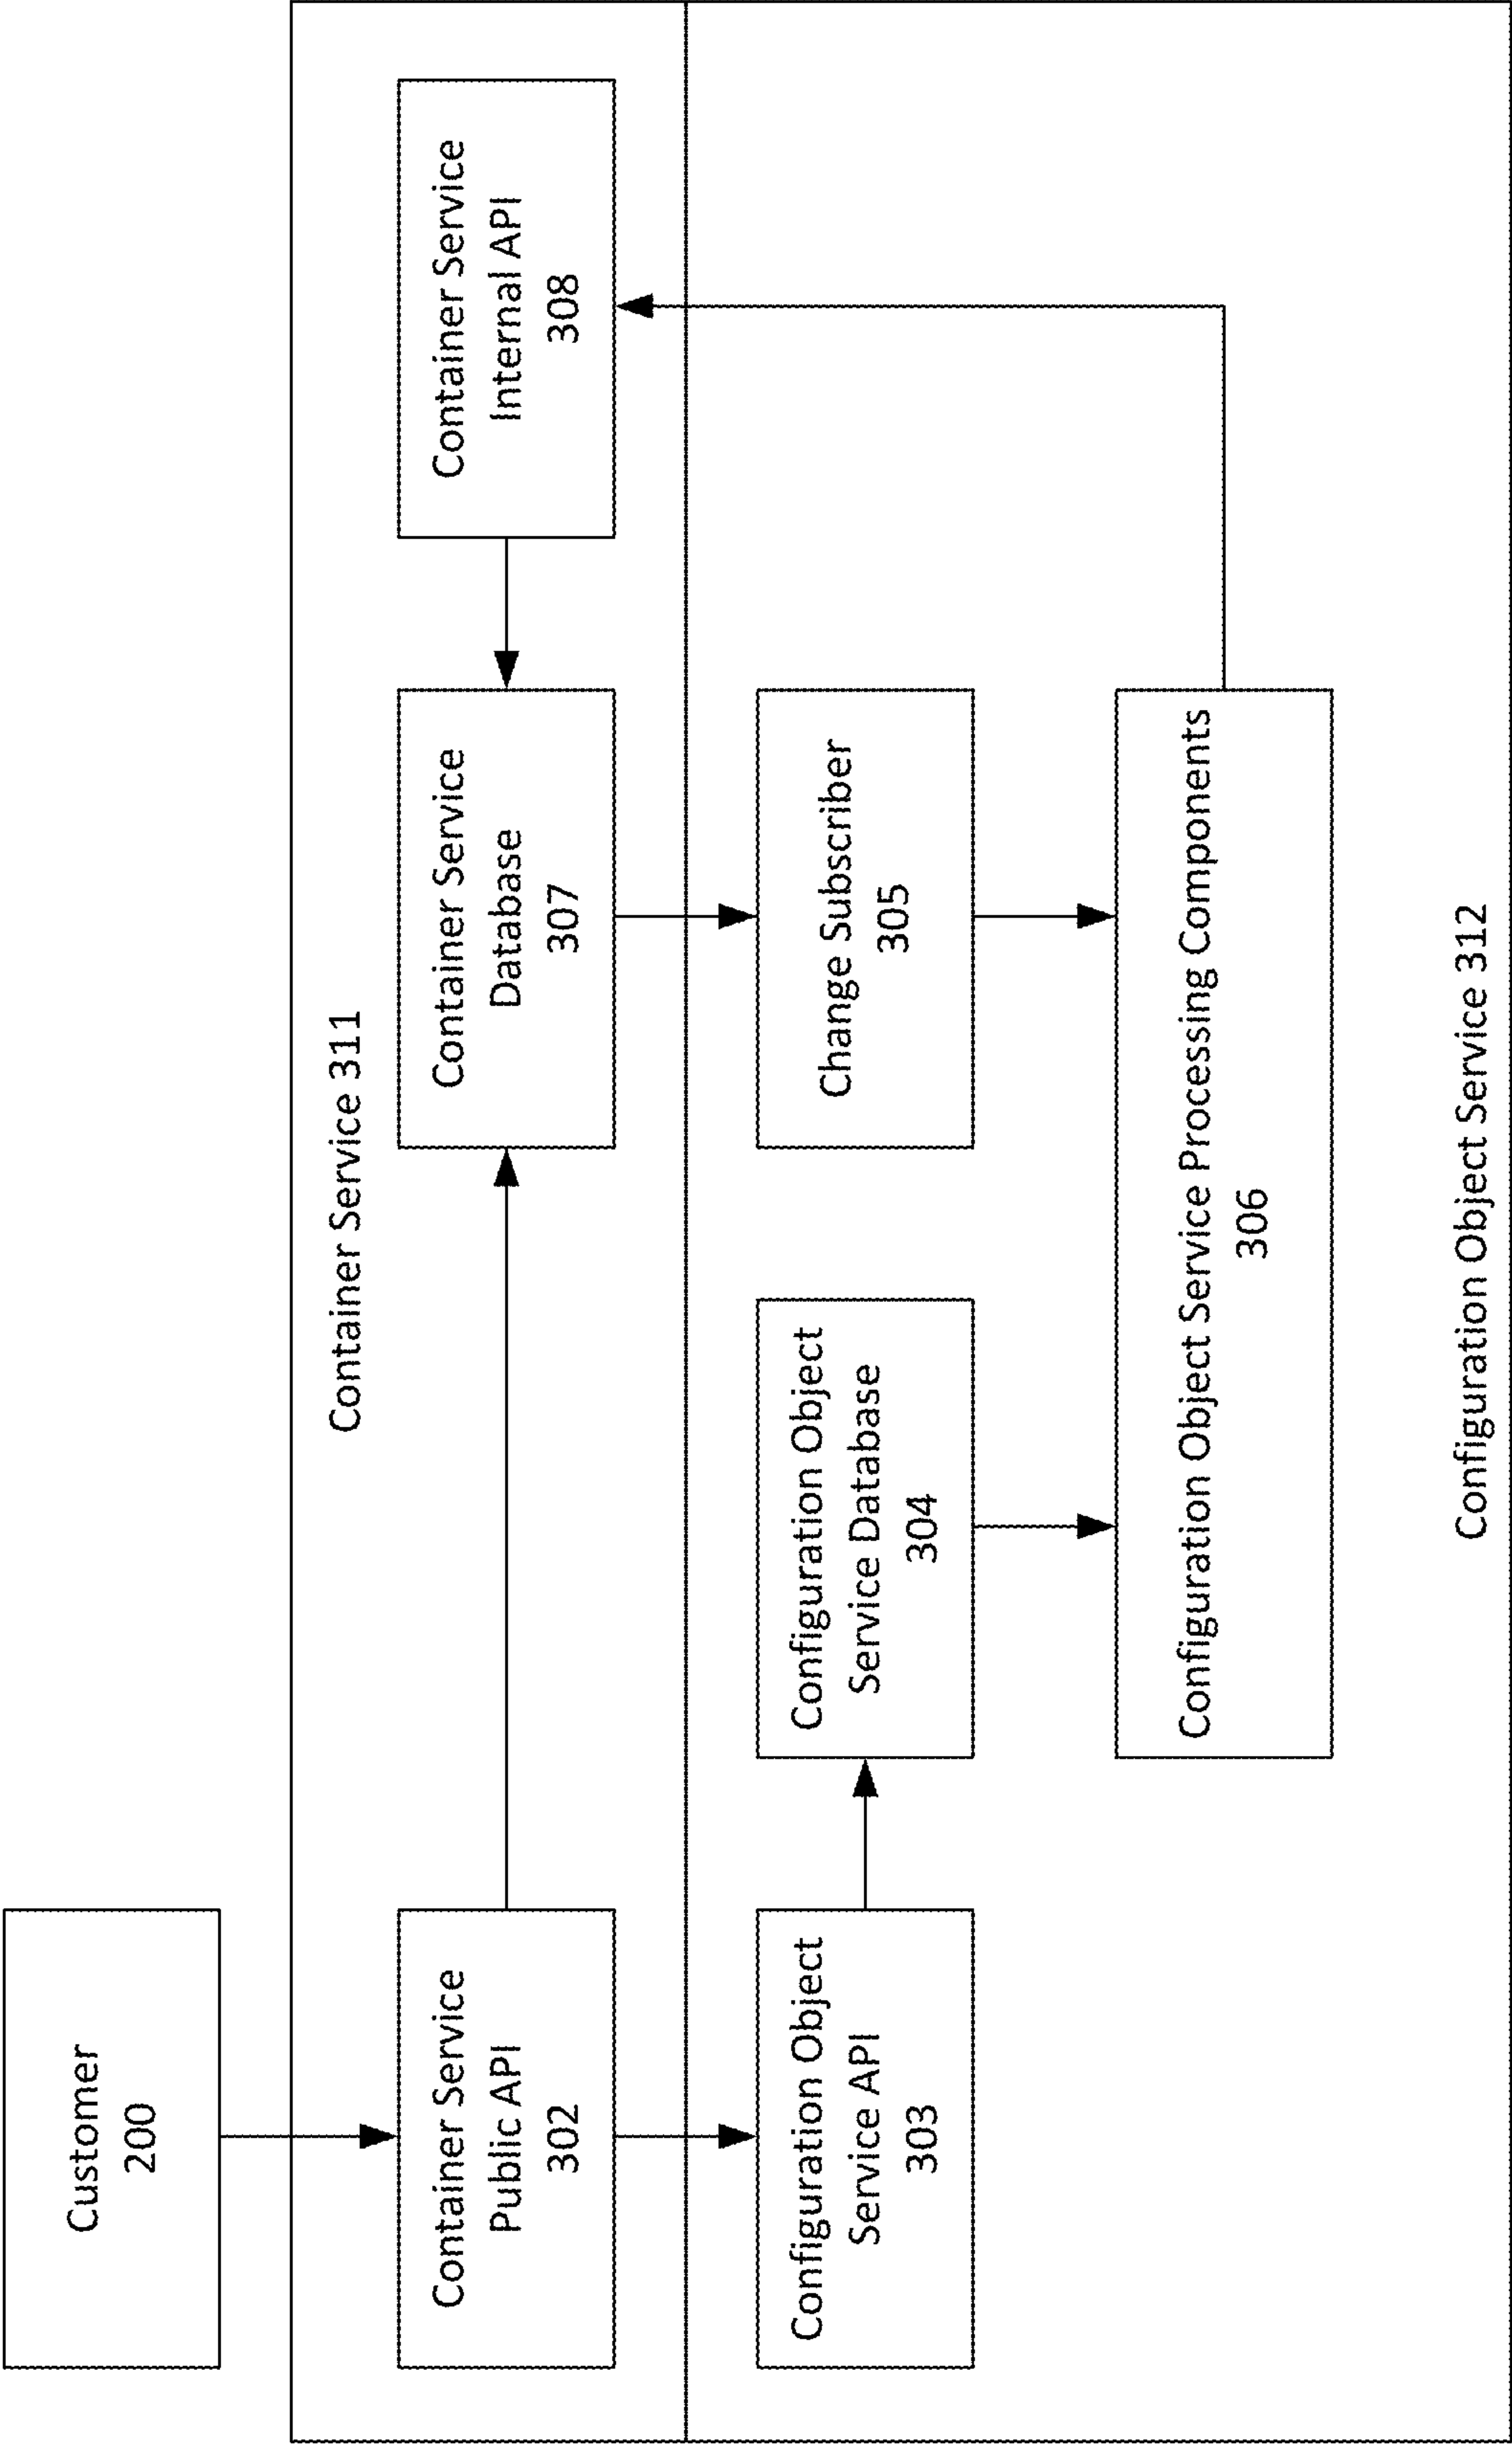 Customer
200
Container Service 311
Container Service
Public API
302
Container Service
Database
307
Container Service
Internal API
308
Configuration Object
Service API
303
Configuration Object
Service Database
304
Change Subscriber
305
Configuration Object Service Processing Components
306
Configuration Object Service 312